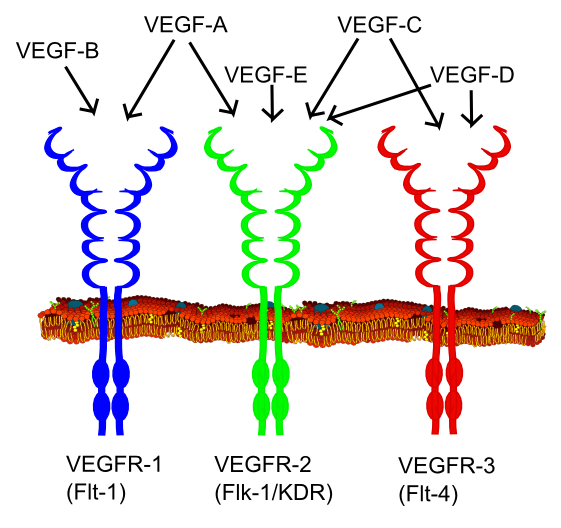 VEGF-A
VEGF-C
VEGF-B
VEGF-E
VEGF-D
VEGFR-1
(Flt-1)
VEGFR-2
(Flk-1/KDR)
VEGFR-3
(Flt-4)